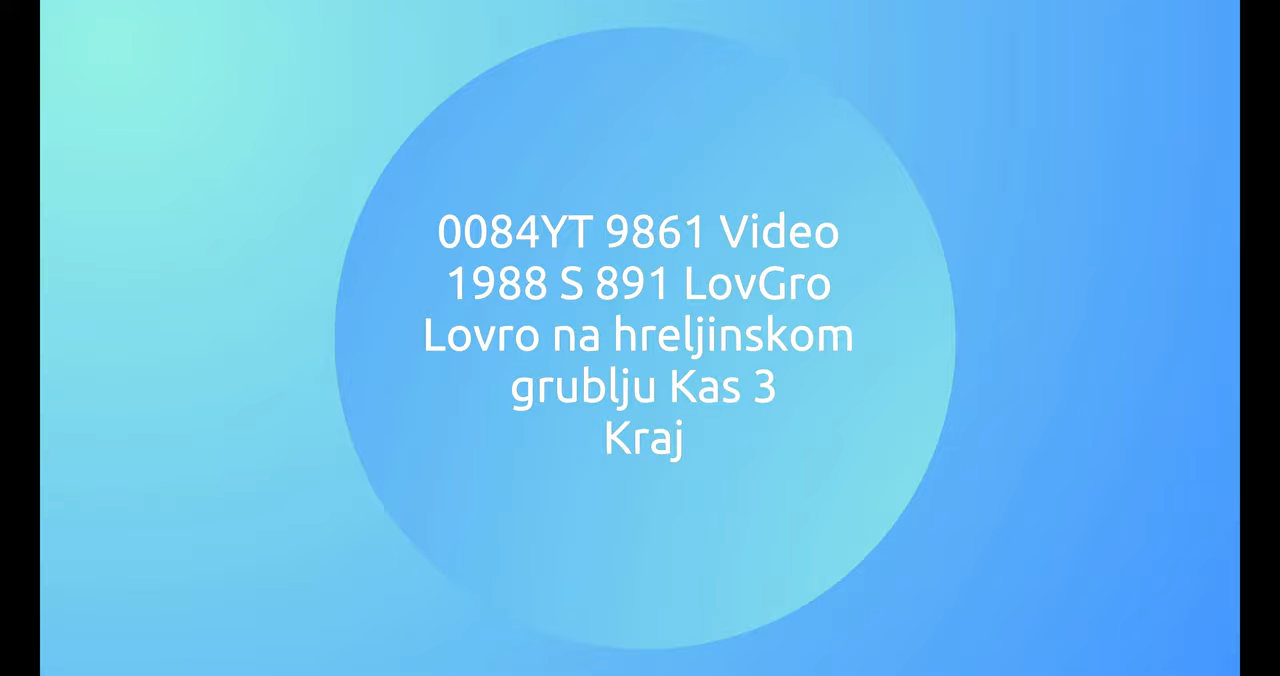 0084YT 9861 Video
1988 S 891 LovGro
Lovro na hreljinskom
grublju Kas 3
Kraj